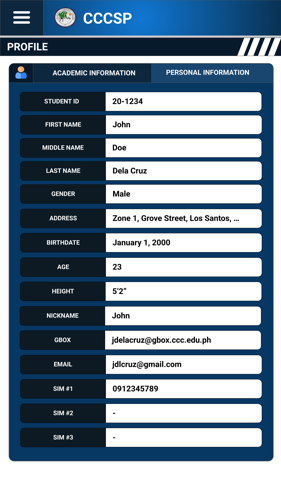 CCCSP
PROFILE
ACADEMIC INFORMATION
PERSONAL INFORMATION
STUDENT ID 20-1234
FIRST NAME John
MIDDLE NAME Doe
LAST NAME Dela Cruz
GENDER Male
ADDRESS Zone 1, Grove Street, Los Santos, ...
BIRTHDATE January 1, 2000
AGE 23
HEIGHT 5'2"
NICKNAME John
GBOX jdelacruz@gbox.ccc.edu.ph
EMAIL jdlcruz@gmail.com
SIM #1 0912345789
SIM #2 -
SIM #3 -